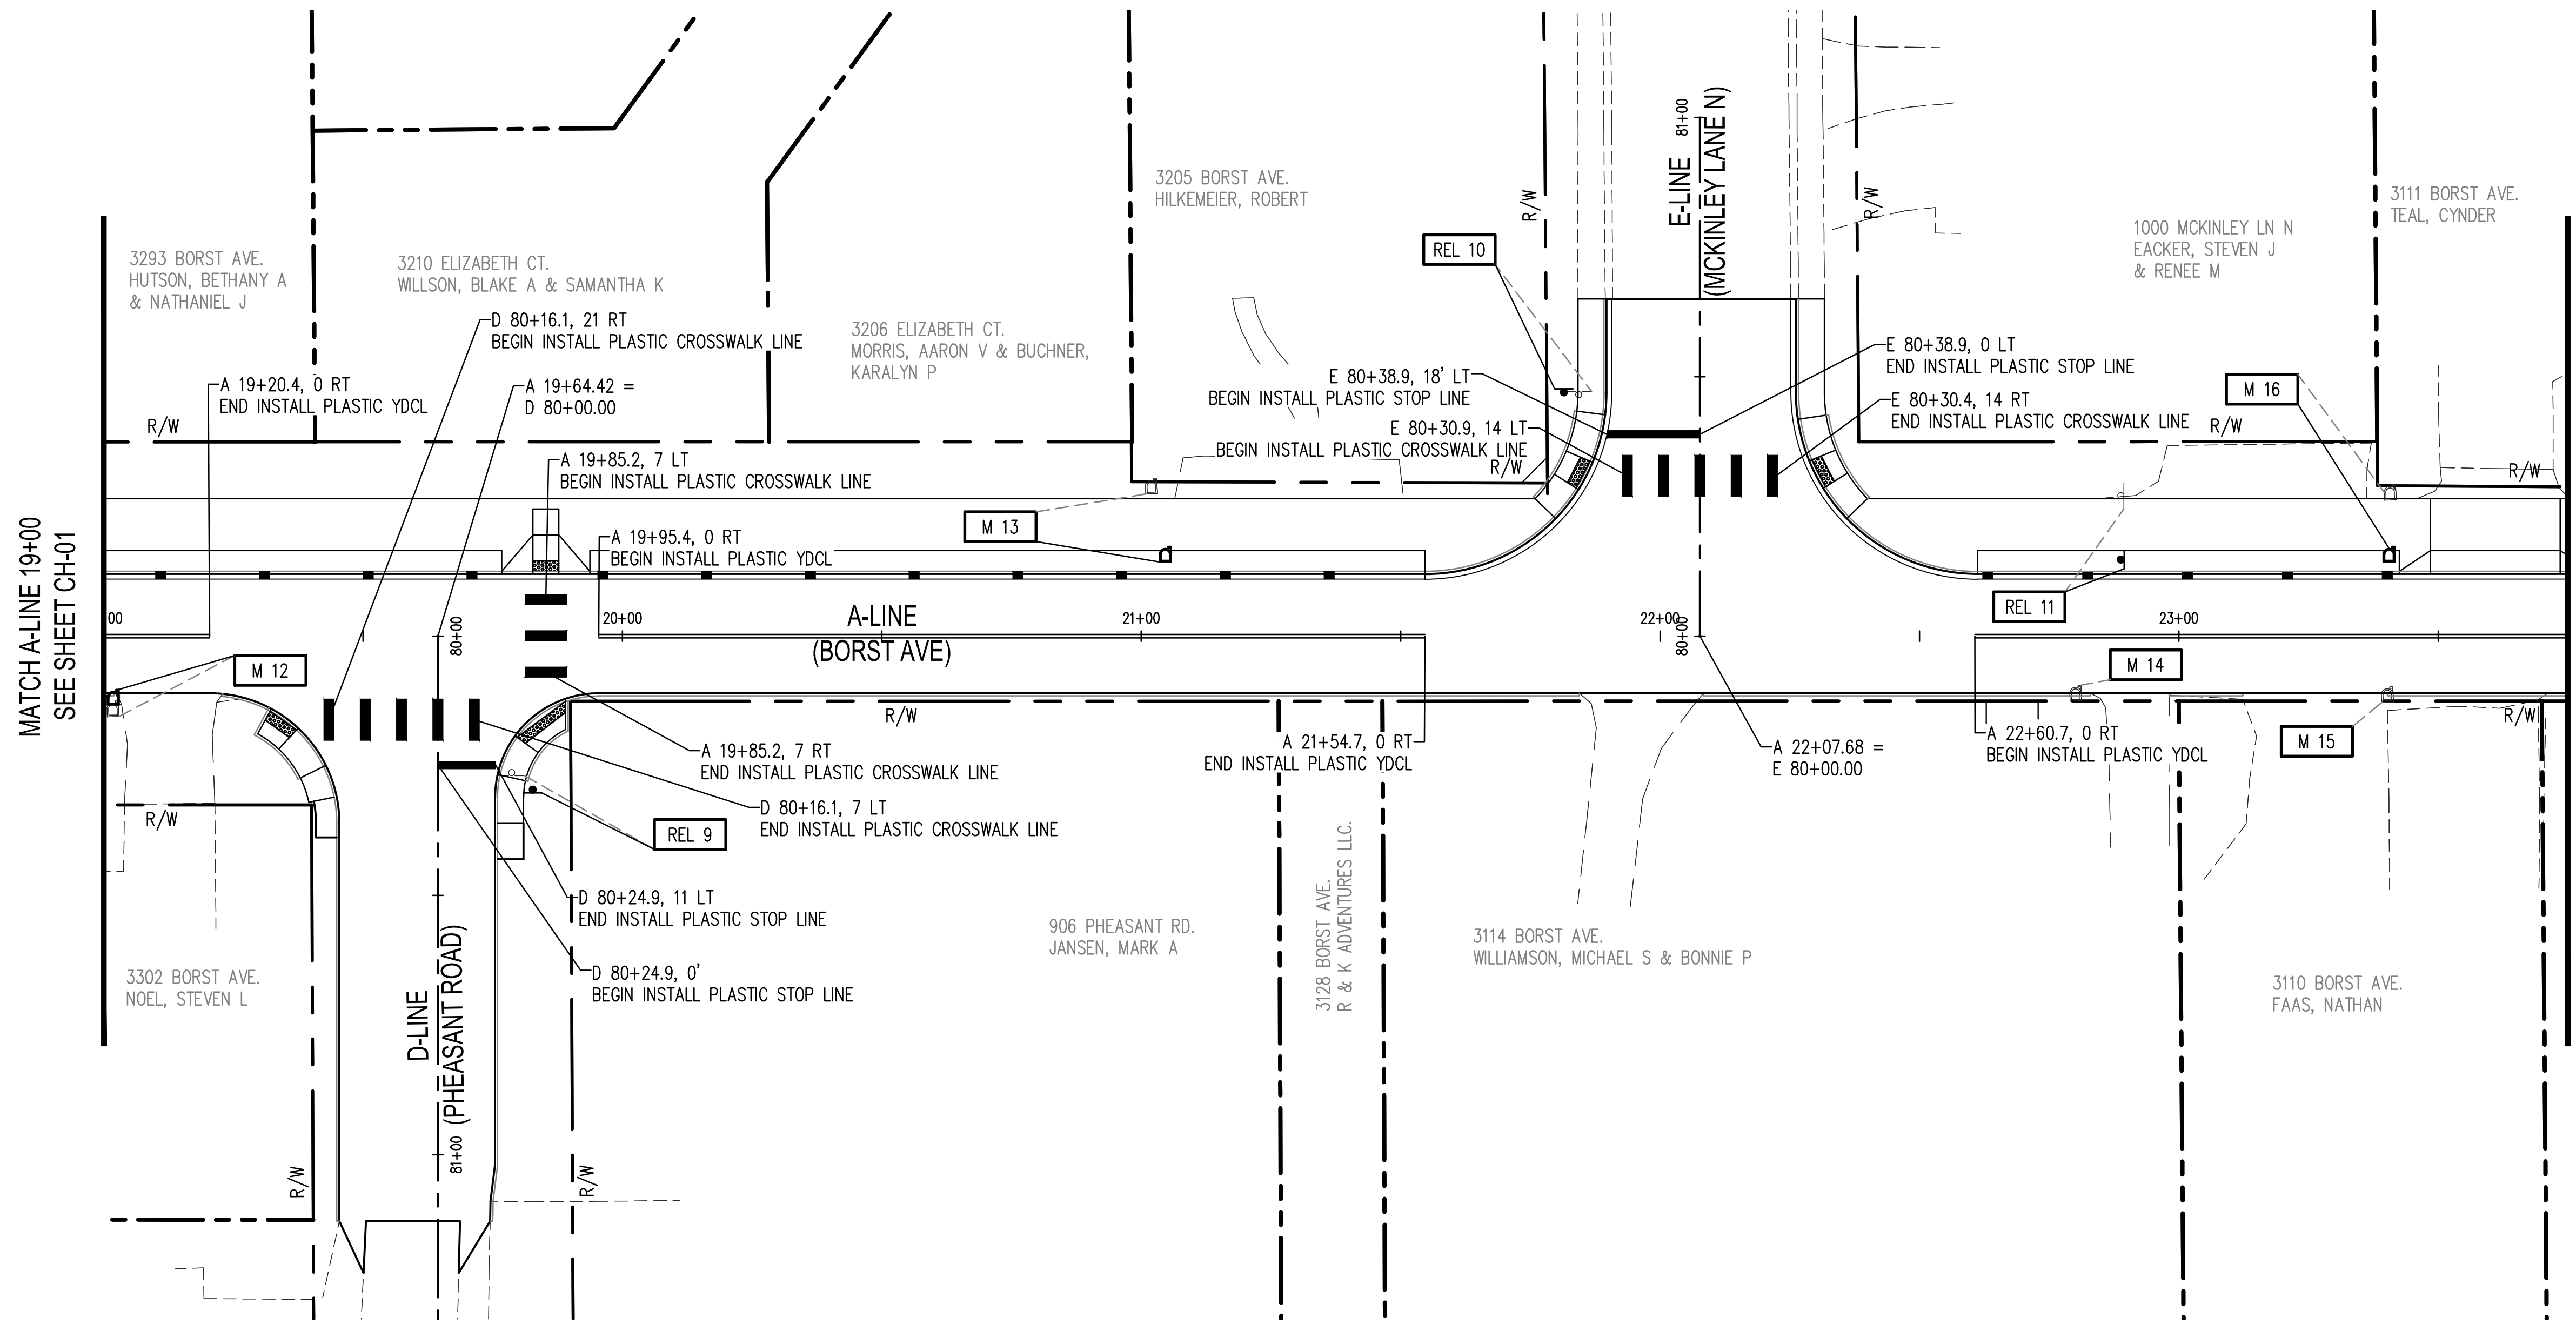 MATCH A-LINE 19+00
SEE SHEET CH-01
3293 BORST AVE.
HUTSON, BETHANY A
& NATHANIEL J
3210 ELIZABETH CT.
WILLSON, BLAKE A & SAMANTHA K
D 80+16.1, 21 RT
BEGIN INSTALL PLASTIC CROSSWALK LINE
3206 ELIZABETH CT.
MORRIS, AARON V & BUCHNER,
KARALYN P
3205 BORST AVE.
HILKEMEIER, ROBERT
REL 10
R/W
E-LINE
(MCKINLEY LANE N)
81+00
R/W
1000 MCKINLEY LN N
EACKER, STEVEN J
& RENEE M
3111 BORST AVE.
TEAL, CYNDER
A 19+20.4, 0 RT
END INSTALL PLASTIC YDCL
R/W
A 19+64.42 =
D 80+00.00
E 80+38.9, 18' LT
BEGIN INSTALL PLASTIC STOP LINE
E 80+30.9, 14 LT
BEGIN INSTALL PLASTIC CROSSWALK LINE
R/W
E 80+38.9, 0 LT
END INSTALL PLASTIC STOP LINE
E 80+30.4, 14 RT
END INSTALL PLASTIC CROSSWALK LINE
R/W
M 16
R/W
A 19+85.2, 7 LT
BEGIN INSTALL PLASTIC CROSSWALK LINE
A 19+95.4, 0 RT
BEGIN INSTALL PLASTIC YDCL
M 13
REL 11
00
80+00
20+00
A-LINE
(BORST AVE)
21+00
22+00
80+00
23+00
M 12
M 14
R/W
R/W
M 15
A 19+85.2, 7 RT
END INSTALL PLASTIC CROSSWALK LINE
A 21+54.7, 0 RT
END INSTALL PLASTIC YDCL
A 22+07.68 =
E 80+00.00
A 22+60.7, 0 RT
BEGIN INSTALL PLASTIC YDCL
R/W
REL 9
D 80+16.1, 7 LT
END INSTALL PLASTIC CROSSWALK LINE
D 80+24.9, 11 LT
END INSTALL PLASTIC STOP LINE
D 80+24.9, 0'
BEGIN INSTALL PLASTIC STOP LINE
906 PHEASANT RD.
JANSEN, MARK A
3128 BORST AVE.
R & K ADVENTURES LLC.
3114 BORST AVE.
WILLIAMSON, MICHAEL S & BONNIE P
3110 BORST AVE.
FAAS, NATHAN
3302 BORST AVE.
NOEL, STEVEN L
D-LINE
(PHEASANT ROAD)
81+00
R/W
R/W